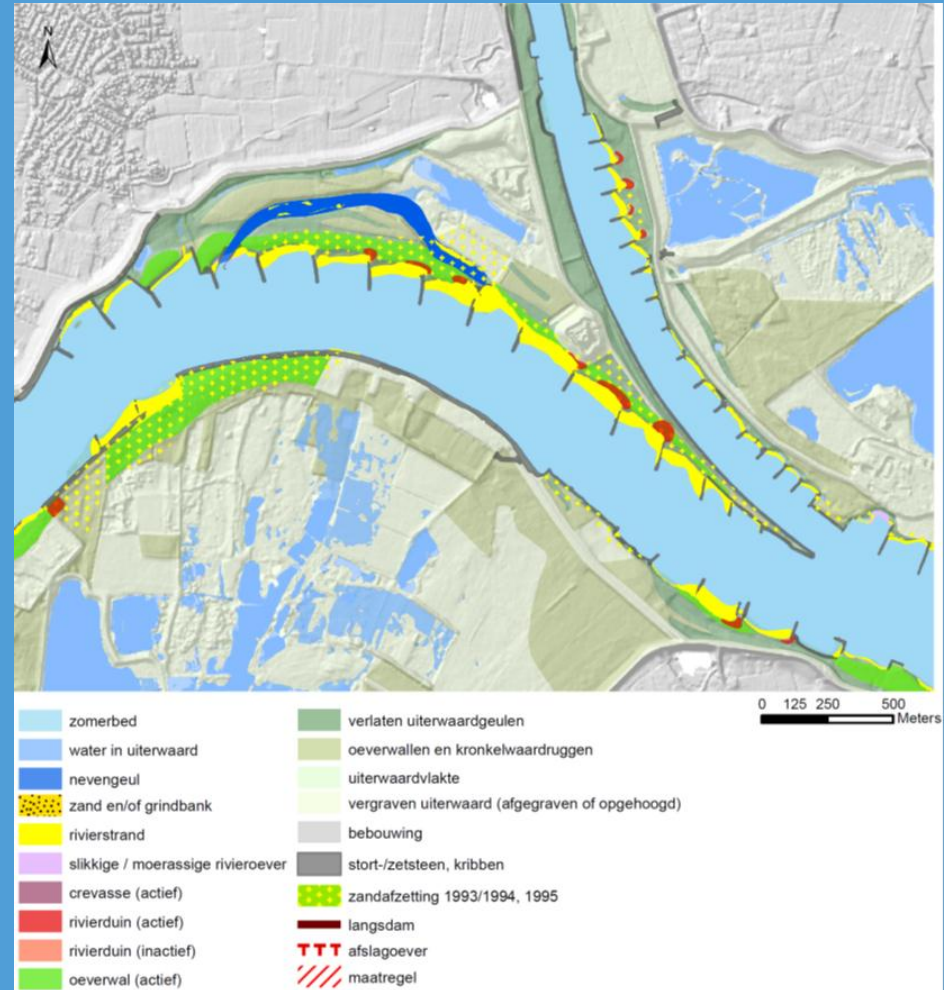 N
zomerbed
water in uiterwaard
nevengeul
zand en/of grindbank
rivierstrand
slikkige / moerassige rivieroever
crevasse (actief)
rivierduin (actief)
rivierduin (inactief)
oeverwal (actief)
verlaten uiterwaardgeulen
oeverwallen en kronkelwaardruggen
uiterwaardvlakte
vergraven uiterwaard (afgegraven of opgehoogd)
bebouwing
stort-/zetsteen, kribben
zandafzetting 1993/1994, 1995
langsdam
afslagoever
maatregel
0 125 250 500
Meters